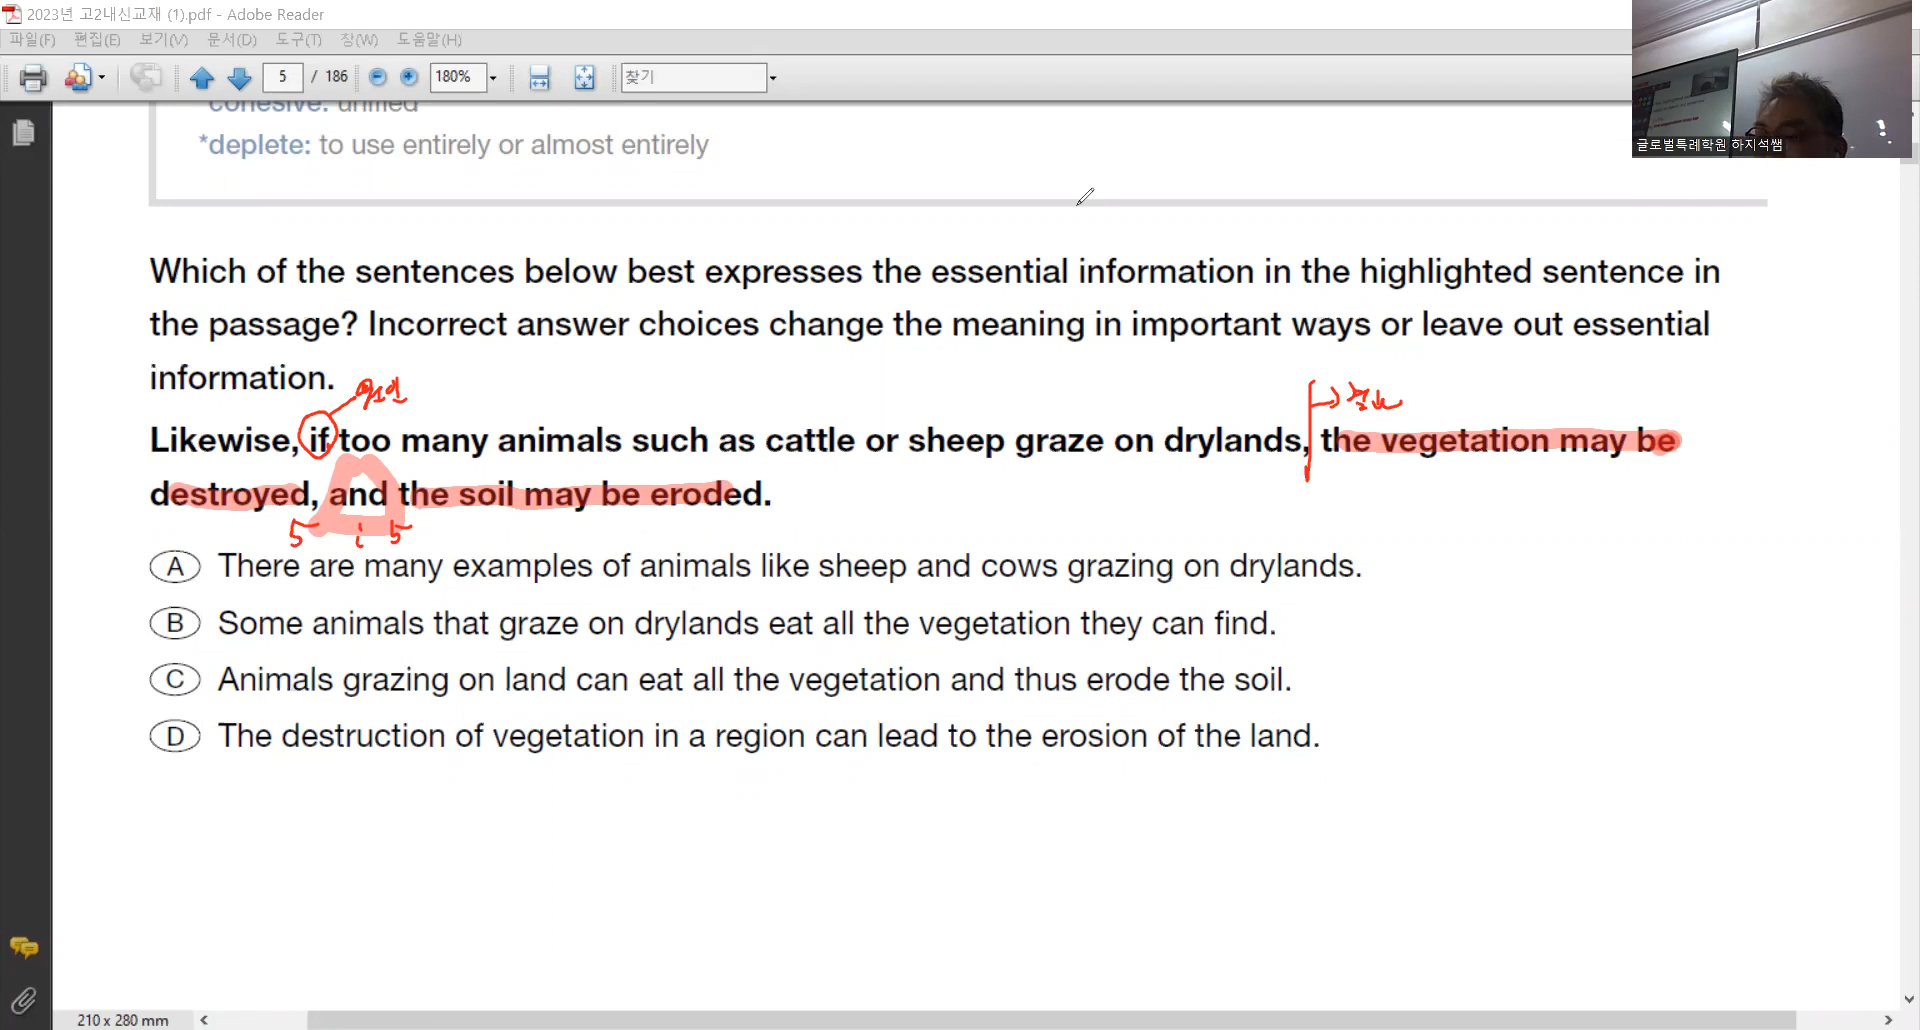 2023년 고2내신교재 (1).pdf - Adobe Reader
파일(F) 편집(E) 보기(V) 문서(D) 도구(T) 창(W) 도움말(H)
5 / 186 180% 찾기
글로벌특례학원 하지석쌤
cohesive: unified
*deplete: to use entirely or almost entirely
Which of the sentences below best expresses the essential information in the highlighted sentence in
the passage? Incorrect answer choices change the meaning in important ways or leave out essential
information.
Likewise, if too many animals such as cattle or sheep graze on drylands, the vegetation may be
destroyed, and the soil may be eroded.
A There are many examples of animals like sheep and cows grazing on drylands.
B Some animals that graze on drylands eat all the vegetation they can find.
C Animals grazing on land can eat all the vegetation and thus erode the soil.
D The destruction of vegetation in a region can lead to the erosion of the land.
210 x 280 mm